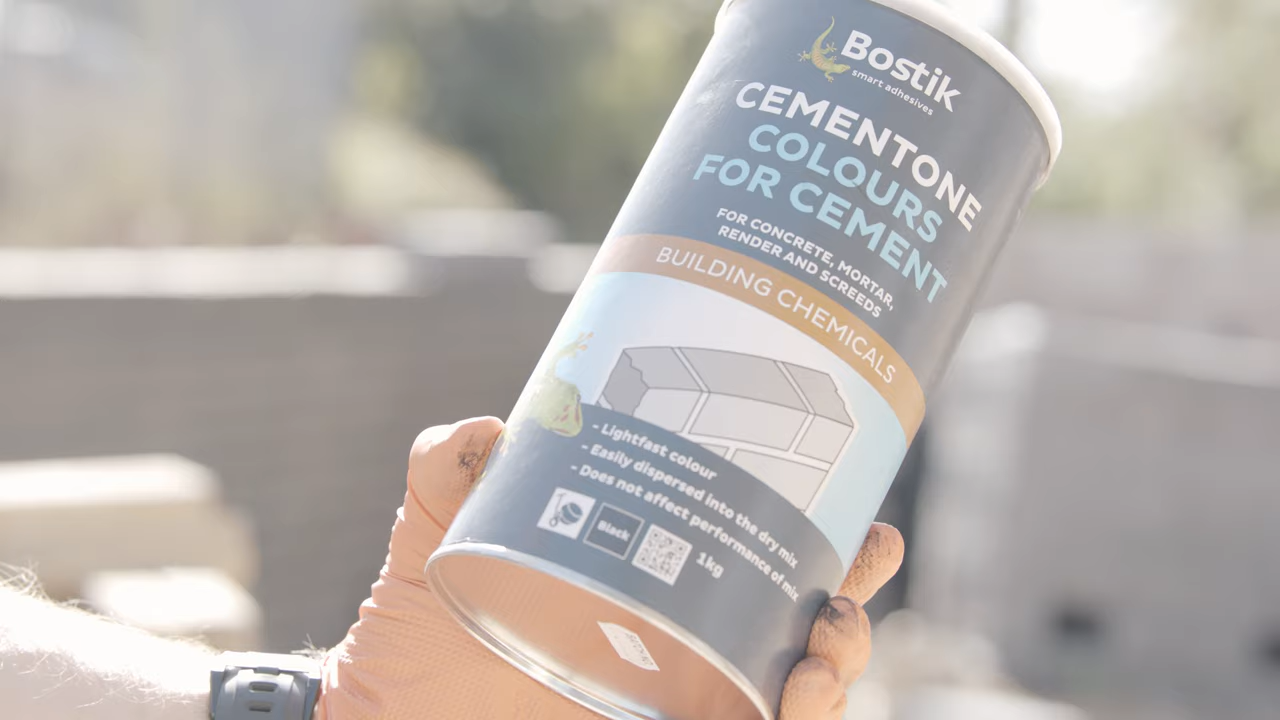 Bostik
smart adhesives
CEMENTONE
COLOURS
FOR CEMENT
FOR CONCRETE, MORTAR,
RENDER AND SCREEDS
BUILDING CHEMICALS
- Lightfast colour
- Easily dispersed into the dry mix
- Does not affect performance of mix
Black
1kg